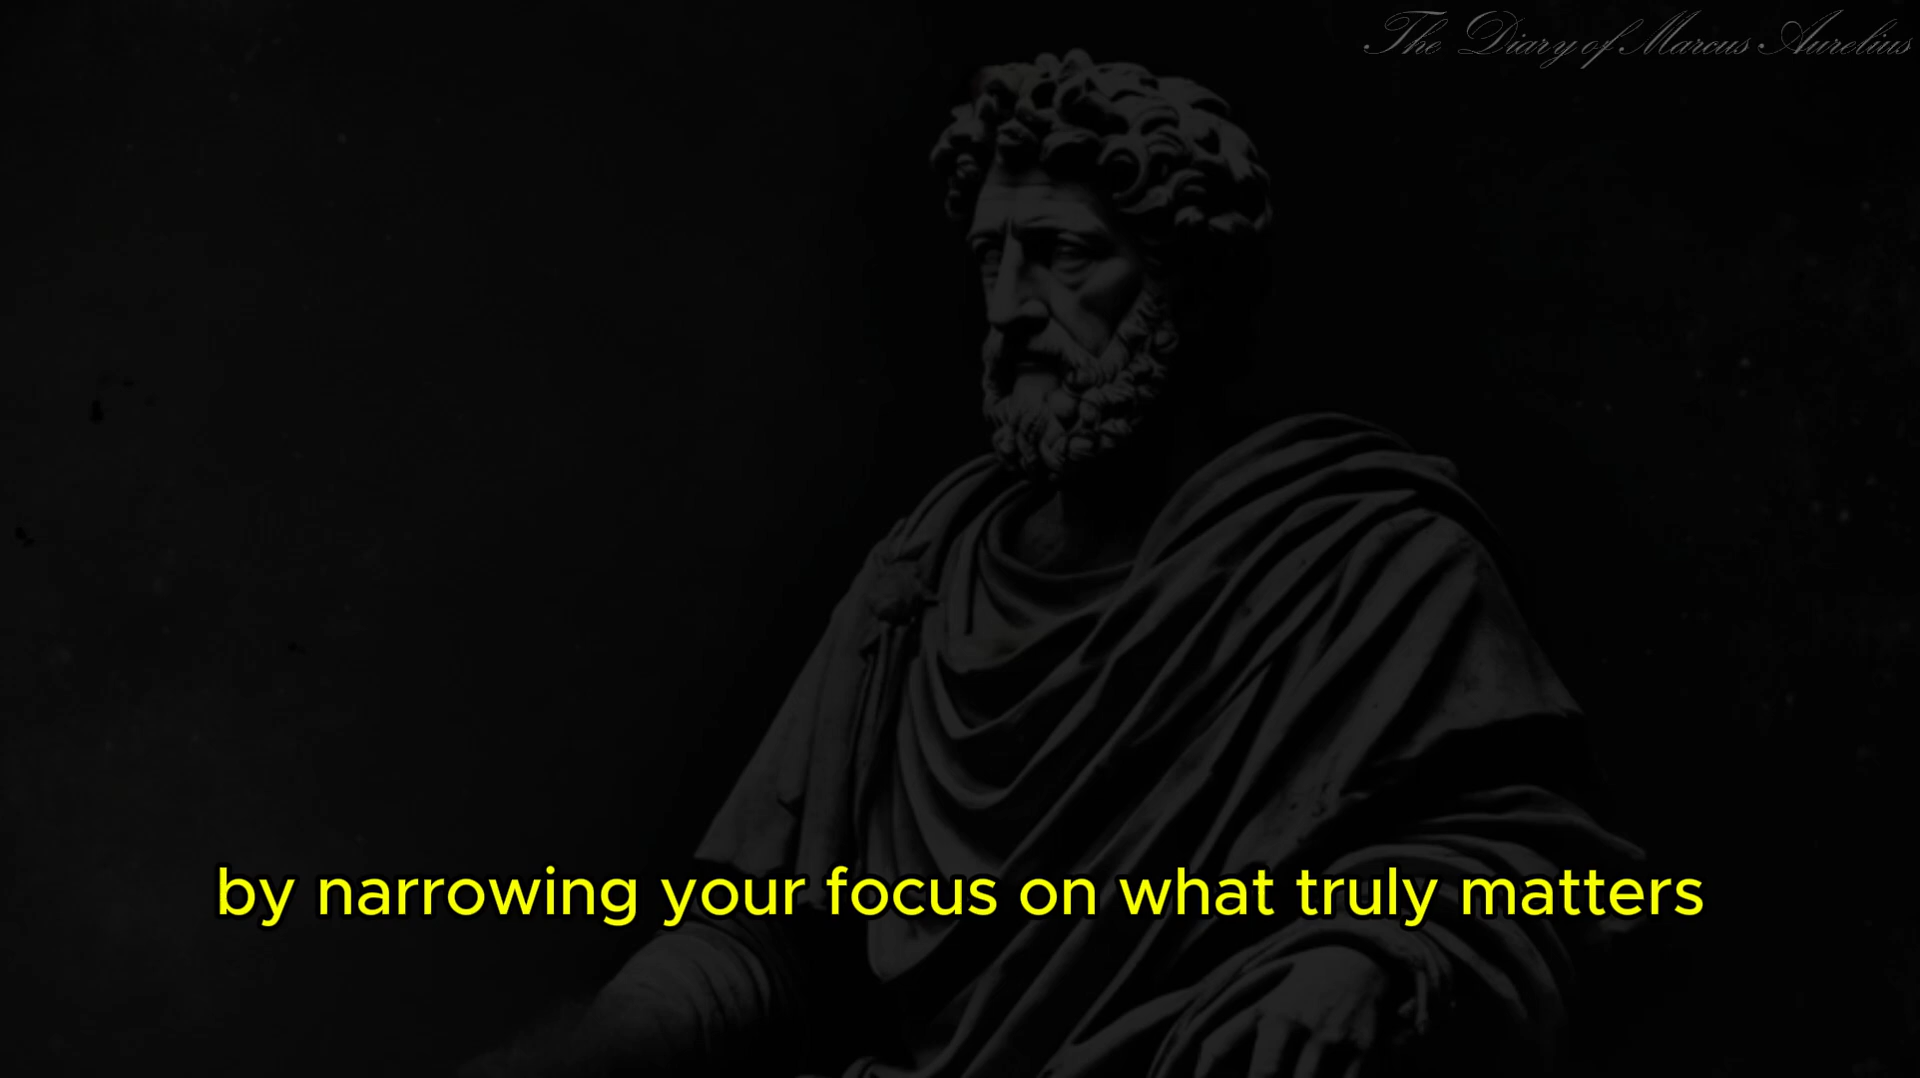 The Diary of Marcus Aurelius
by narrowing your focus on what truly matters